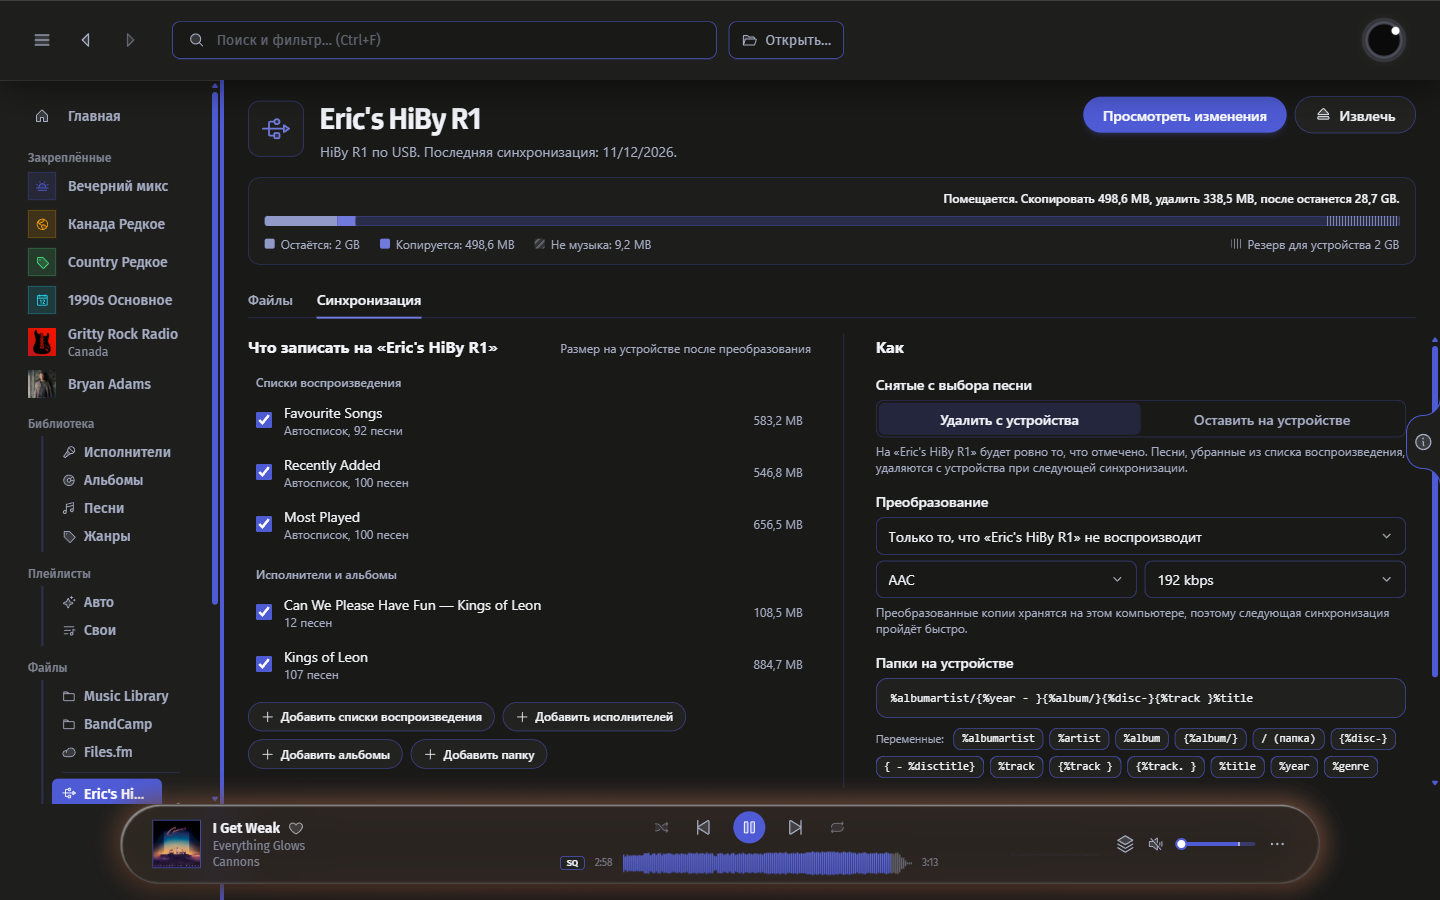 Поиск и фильтр... (Ctrl+F)
Открыть...
Главная
Закреплённые
Вечерний микс
Канада Редкое
Country Редкое
1990s Основное
Gritty Rock Radio
Canada
Bryan Adams
Библиотека
Исполнители
Альбомы
Песни
Жанры
Плейлисты
Авто
Свои
Файлы
Music Library
BandCamp
Files.fm
Eric's Hi...
Eric's HiBy R1
HiBy R1 по USB. Последняя синхронизация: 11/12/2026.
Просмотреть изменения
Извлечь
Помещается. Скопировать 498,6 MB, удалить 338,5 MB, после останется 28,7 GB.
Остаётся: 2 GB
Копируется: 498,6 MB
Не музыка: 9,2 MB
Резерв для устройства 2 GB
Файлы
Синхронизация
Что записать на «Eric's HiBy R1»
Размер на устройстве после преобразования
Списки воспроизведения
Favourite Songs
Автосписок, 92 песни
583,2 MB
Recently Added
Автосписок, 100 песен
546,8 MB
Most Played
Автосписок, 100 песен
656,5 MB
Исполнители и альбомы
Can We Please Have Fun — Kings of Leon
12 песен
108,5 MB
Kings of Leon
107 песен
884,7 MB
Добавить списки воспроизведения
Добавить исполнителей
Добавить альбомы
Добавить папку
Как
Снятые с выбора песни
Удалить с устройства
Оставить на устройстве
На «Eric's HiBy R1» будет ровно то, что отмечено. Песни, убранные из списка воспроизведения,
удаляются с устройства при следующей синхронизации.
Преобразование
Только то, что «Eric's HiBy R1» не воспроизводит
AAC
192 kbps
Преобразованные копии хранятся на этом компьютере, поэтому следующая синхронизация
пройдёт быстро.
Папки на устройстве
%albumartist/{%year - }{%album/}{%disc-}{%track }%title
Переменные:
%albumartist
%artist
%album
{%album/}
/ (папка)
{%disc-}
{ - %disctitle}
%track
{%track }
{%track. }
%title
%year
%genre
I Get Weak
Everything Glows
Cannons
SQ
2:58
3:13